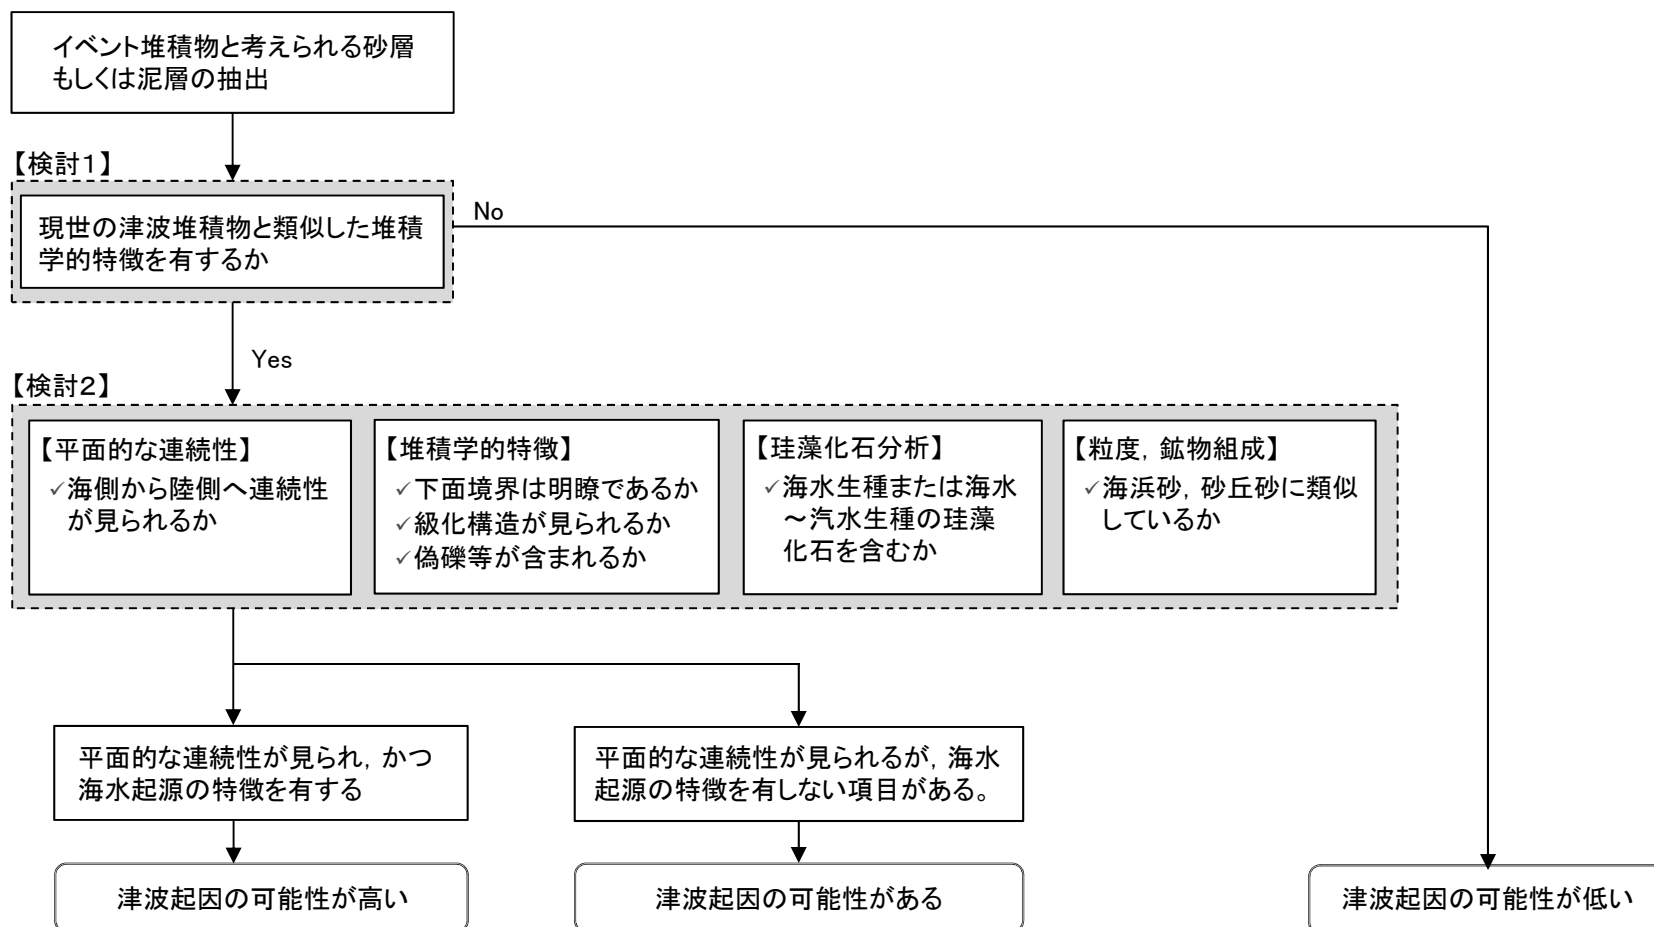 イベント堆積物と考えられる砂層
もしくは泥層の抽出
【検討1】
現世の津波堆積物と類似した堆積
学的特徴を有するか
No
Yes
【検討2】
【平面的な連続性】
✓海側から陸側へ連続性
が見られるか
【堆積学的特徴】
✓下面境界は明瞭であるか
✓級化構造が見られるか
✓偽礫等が含まれるか
【珪藻化石分析】
✓海水生種または海水
～汽水生種の珪藻
化石を含むか
【粒度，鉱物組成】
✓海浜砂，砂丘砂に類似
しているか
平面的な連続性が見られ，かつ
海水起源の特徴を有する
平面的な連続性が見られるが，海水
起源の特徴を有しない項目がある。
津波起因の可能性が高い
津波起因の可能性がある
津波起因の可能性が低い